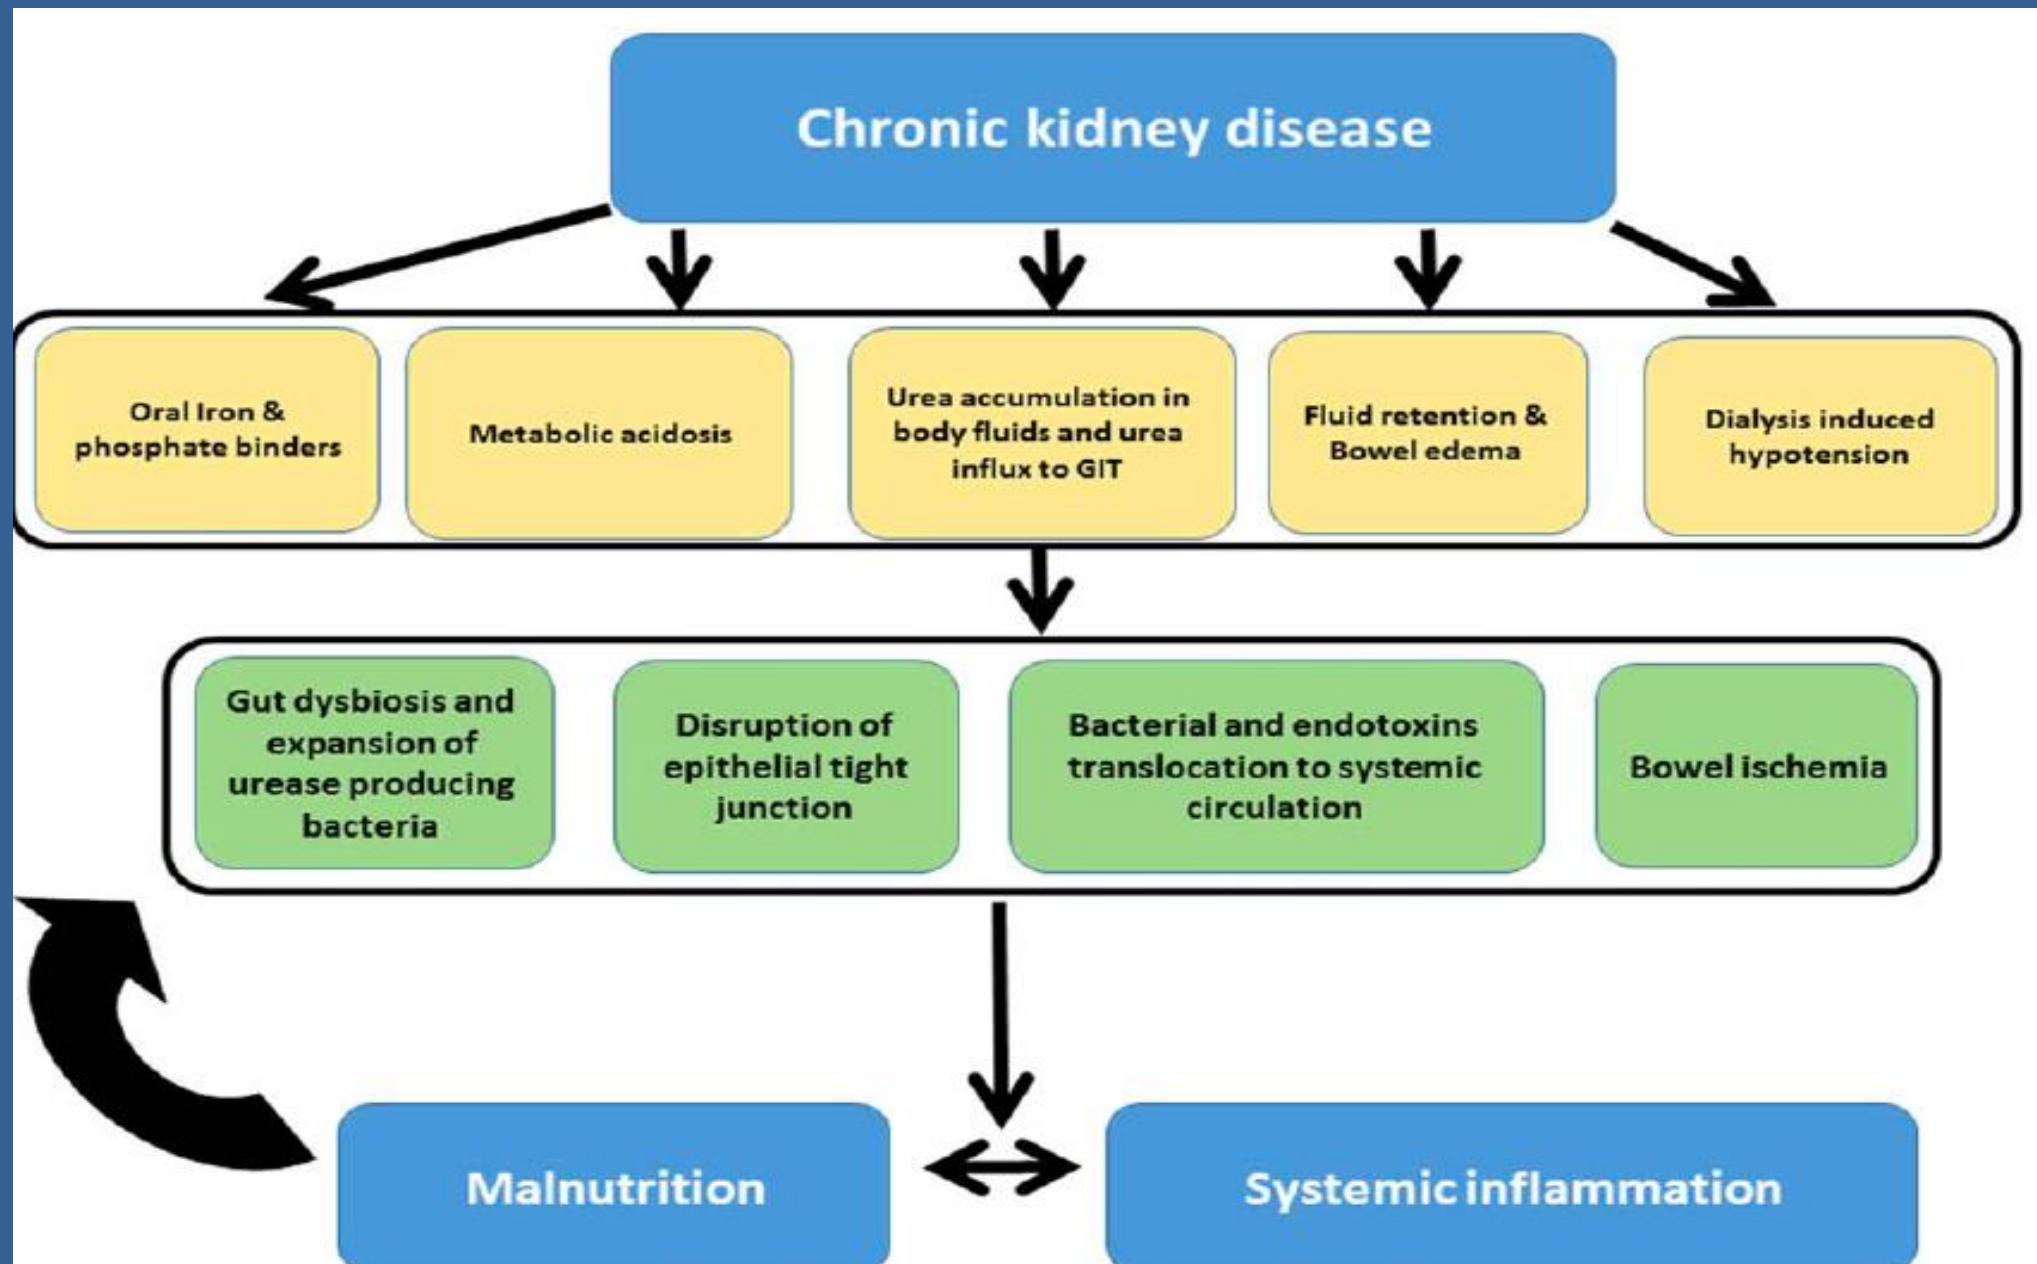 Chronic kidney disease
Oral Iron &
phosphate binders
Metabolic acidosis
Urea accumulation in
body fluids and urea
influx to GIT
Fluid retention &
Bowel edema
Dialysis induced
hypotension
Gut dysbiosis and
expansion of
urease producing
bacteria
Disruption of
epithelial tight
junction
Bacterial and endotoxins
translocation to systemic
circulation
Bowel ischemia
Malnutrition
Systemic inflammation